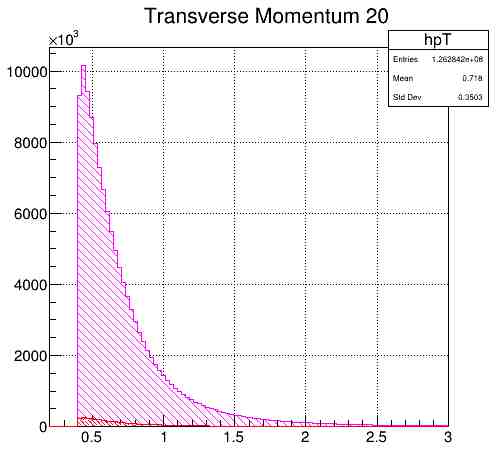 Transverse Momentum 20
×10³
hpT
Entries 1.262842e+08
Mean 0.718
Std Dev 0.3503
10000
8000
6000
4000
2000
0
0.5 1 1.5 2 2.5 3